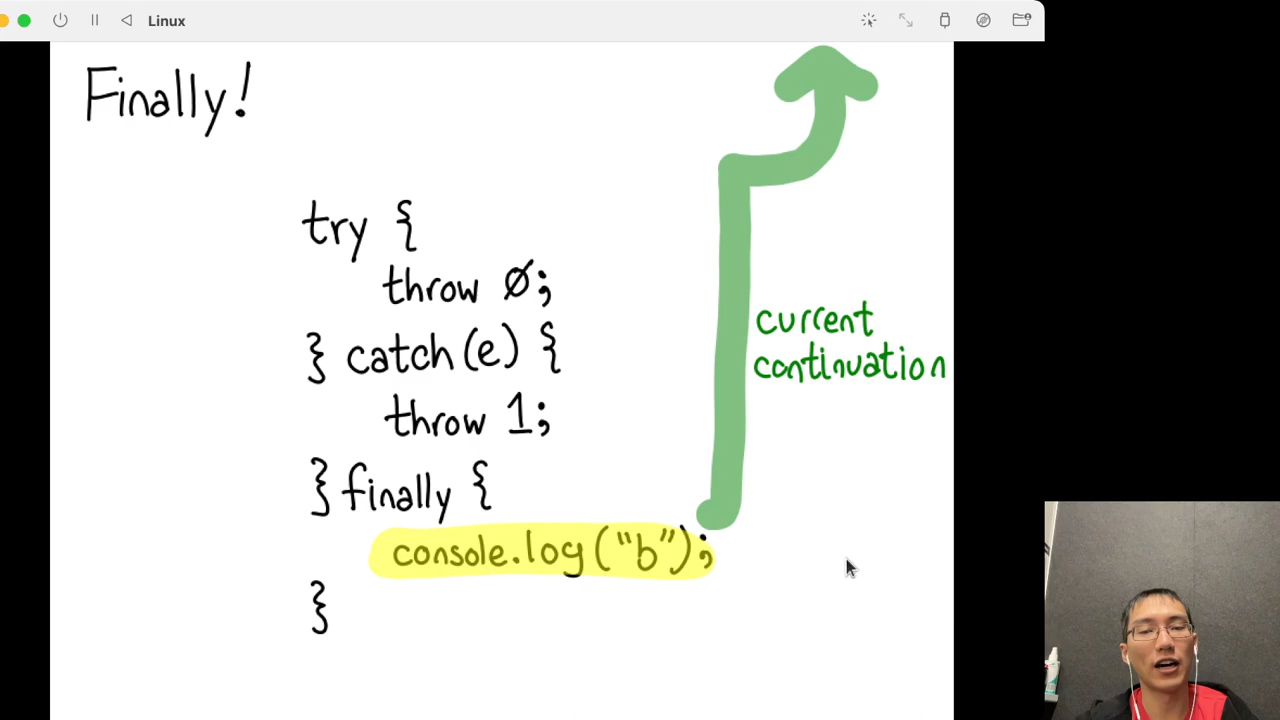 Linux
Finally!
try {
throw 0;
} catch(e) {
throw 1;
} finally {
console.log("b");
}
current
continuation